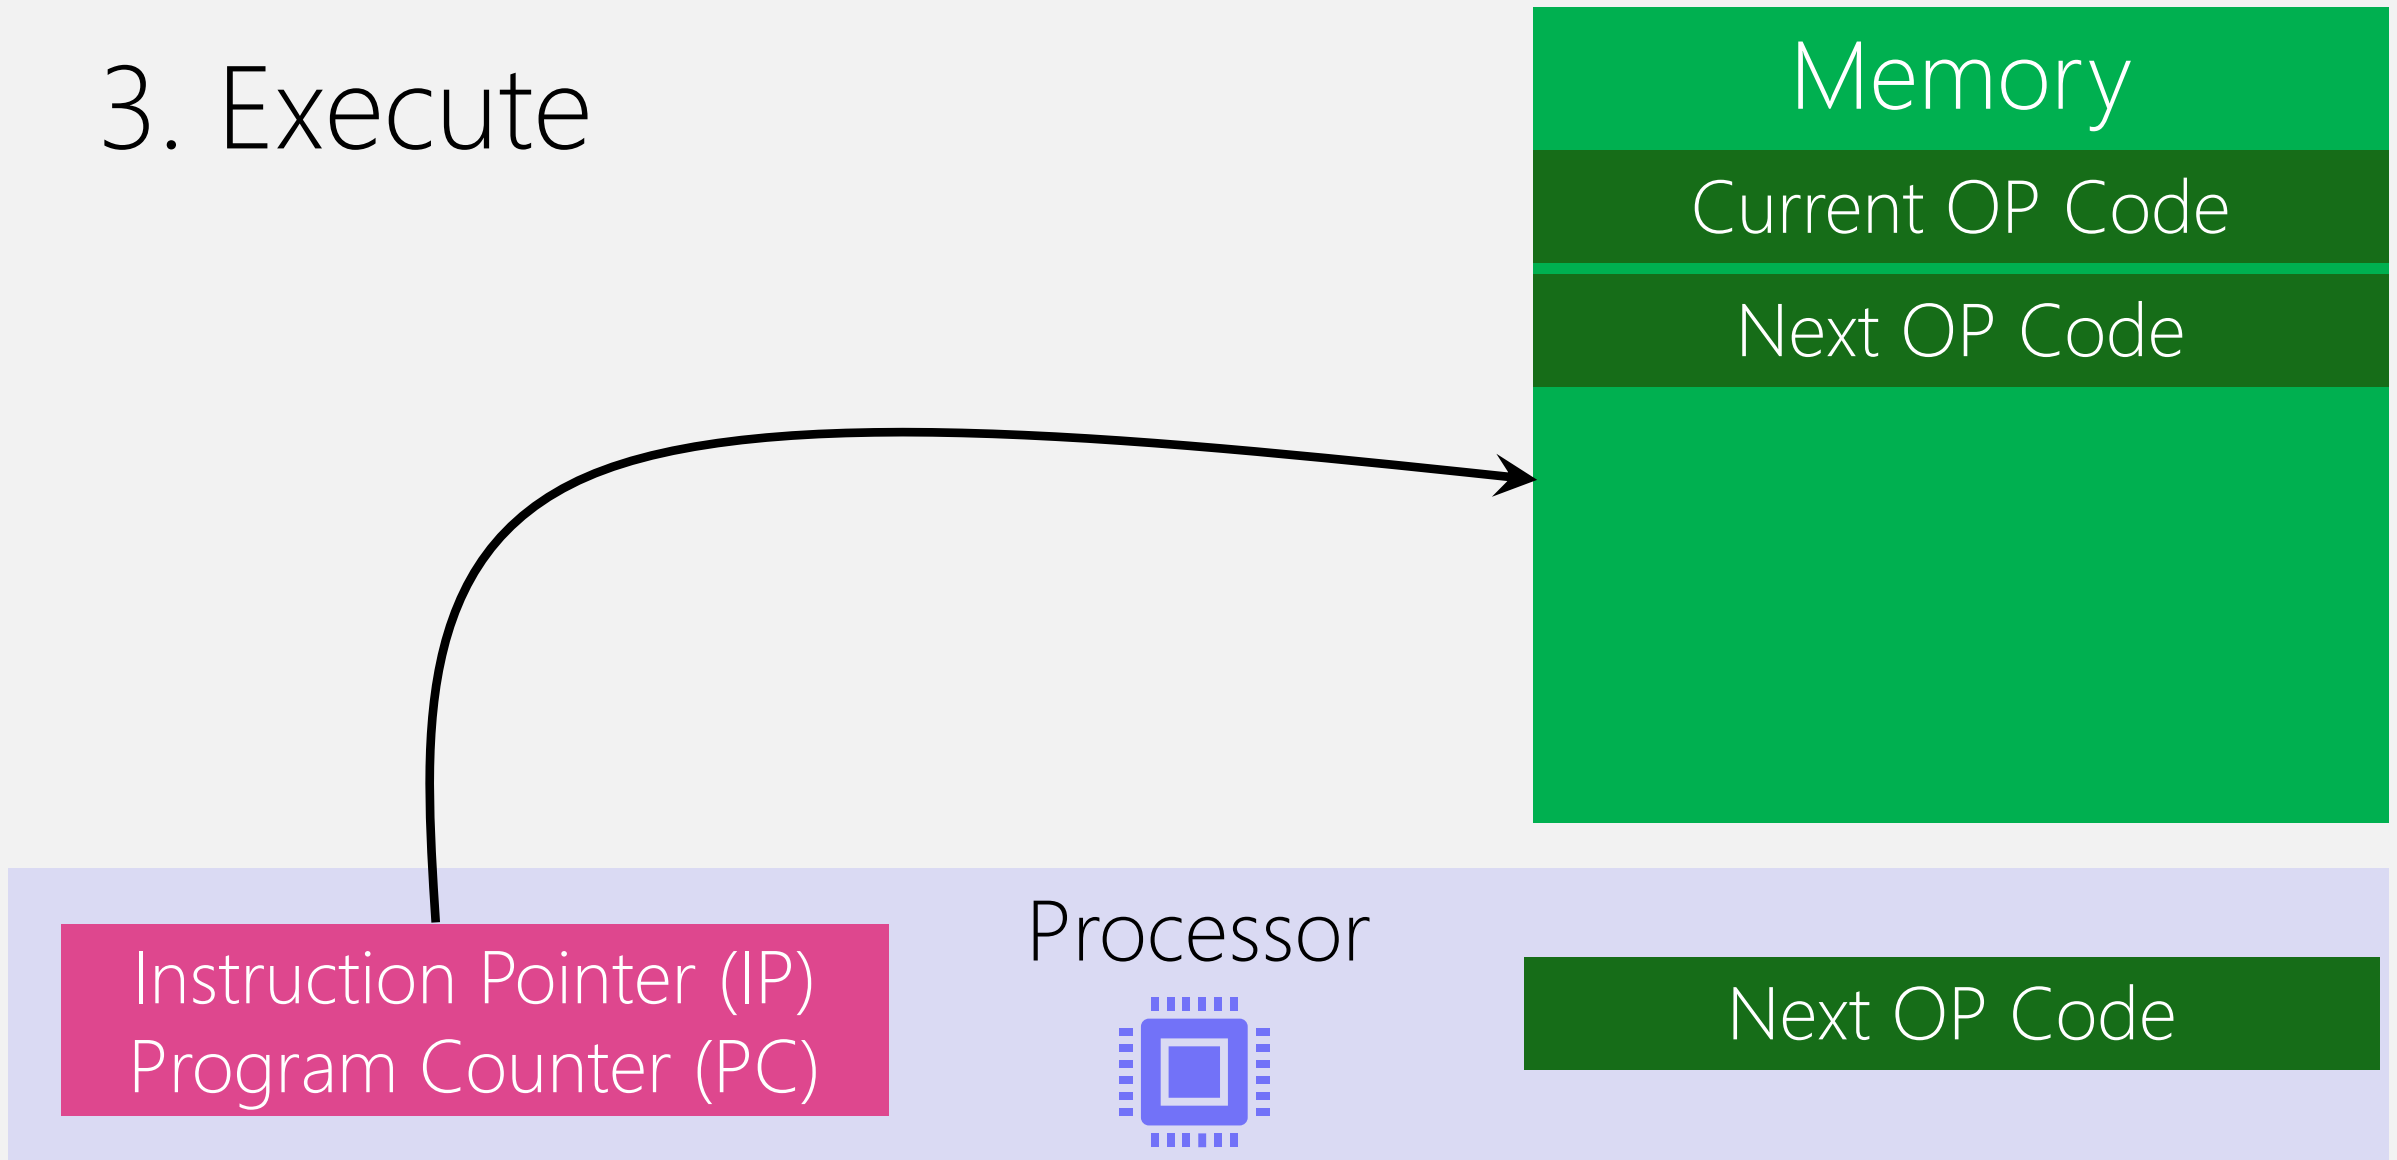 3. Execute
Memory
Current OP Code
Next OP Code
Processor
Instruction Pointer (IP)
Program Counter (PC)
Next OP Code